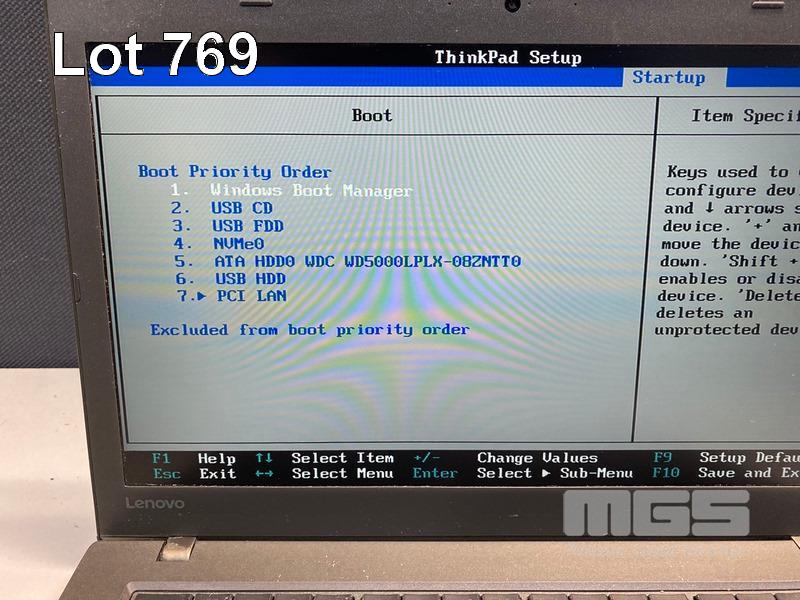 Lot 769
ThinkPad Setup
Startup
Boot
Item Specif
Boot Priority Order
1. Windows Boot Manager
2. USB CD
3. USB FDD
4. NVMe0
5. ATA HDD0 WDC WD5000LPLX-08ZNTT0
6. USB HDD
7.▶ PCI LAN
Excluded from boot priority order
Keys used to
configure dev
and ↓ arrows s
device. '+' an
move the devic
down. 'Shift +
enables or disa
device. 'Delete
deletes an
unprotected dev
F1 Help ↑↓ Select Item +/- Change Values F9 Setup Defau
Esc Exit ←→ Select Menu Enter Select ▶ Sub-Menu F10 Save and Ex
Lenovo
MGS